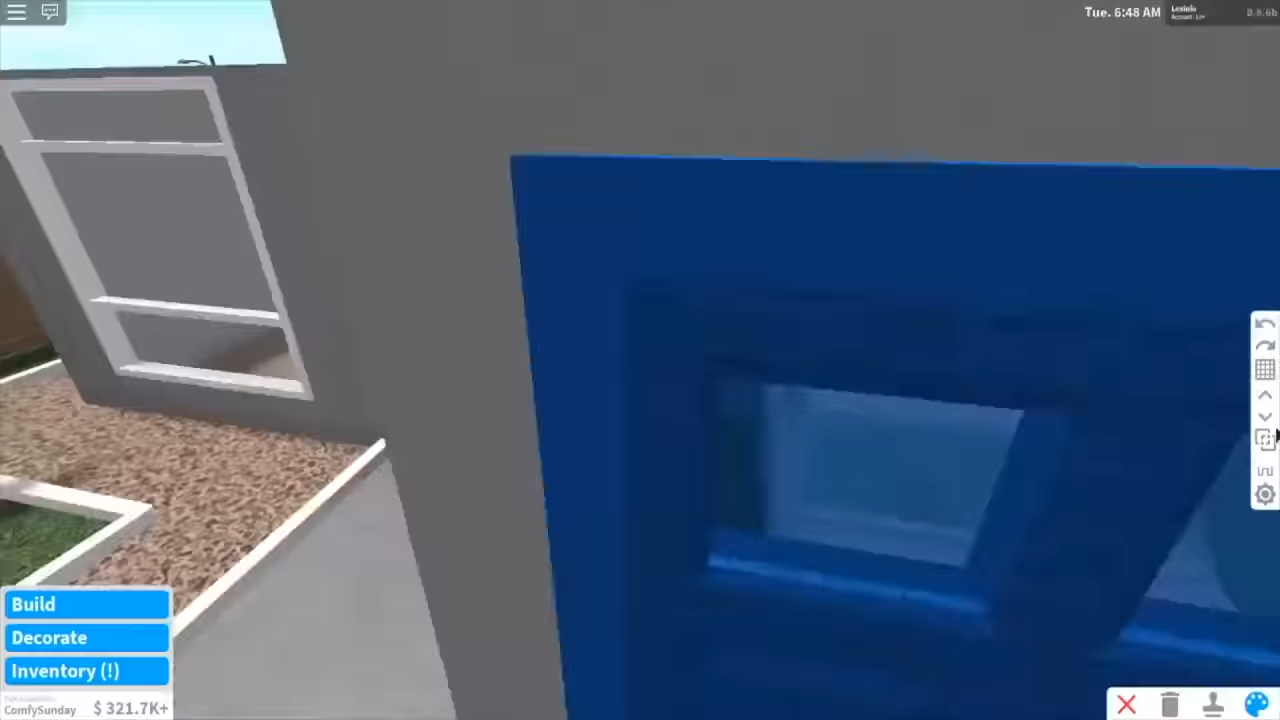 Tue. 6:48 AM
Build
Decorate
Inventory (!)
ComfySunday
$ 321.7K+